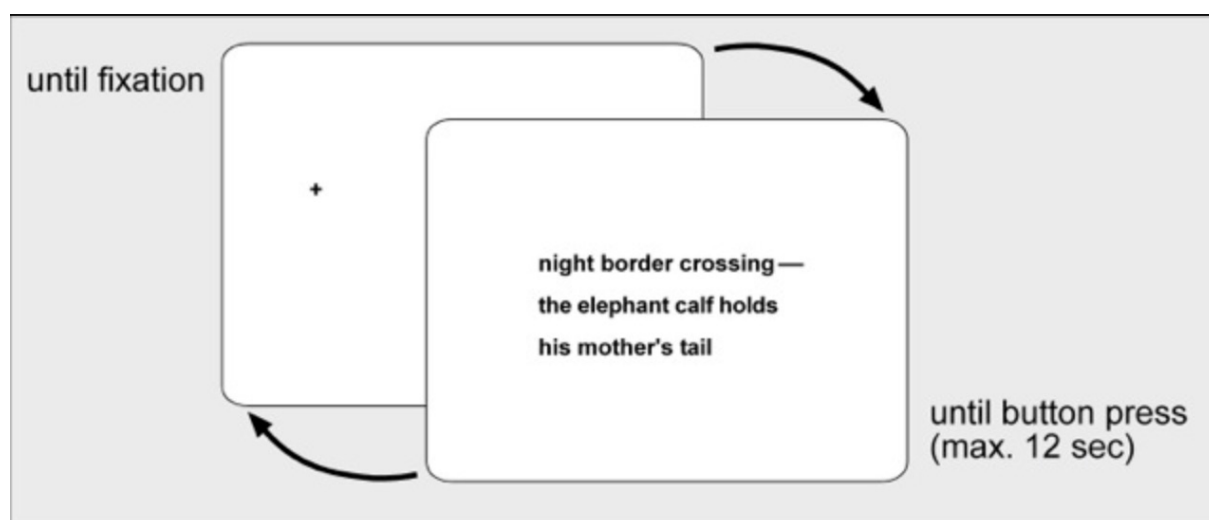 until fixation
+
night border crossing —
the elephant calf holds
his mother's tail
until button press
(max. 12 sec)